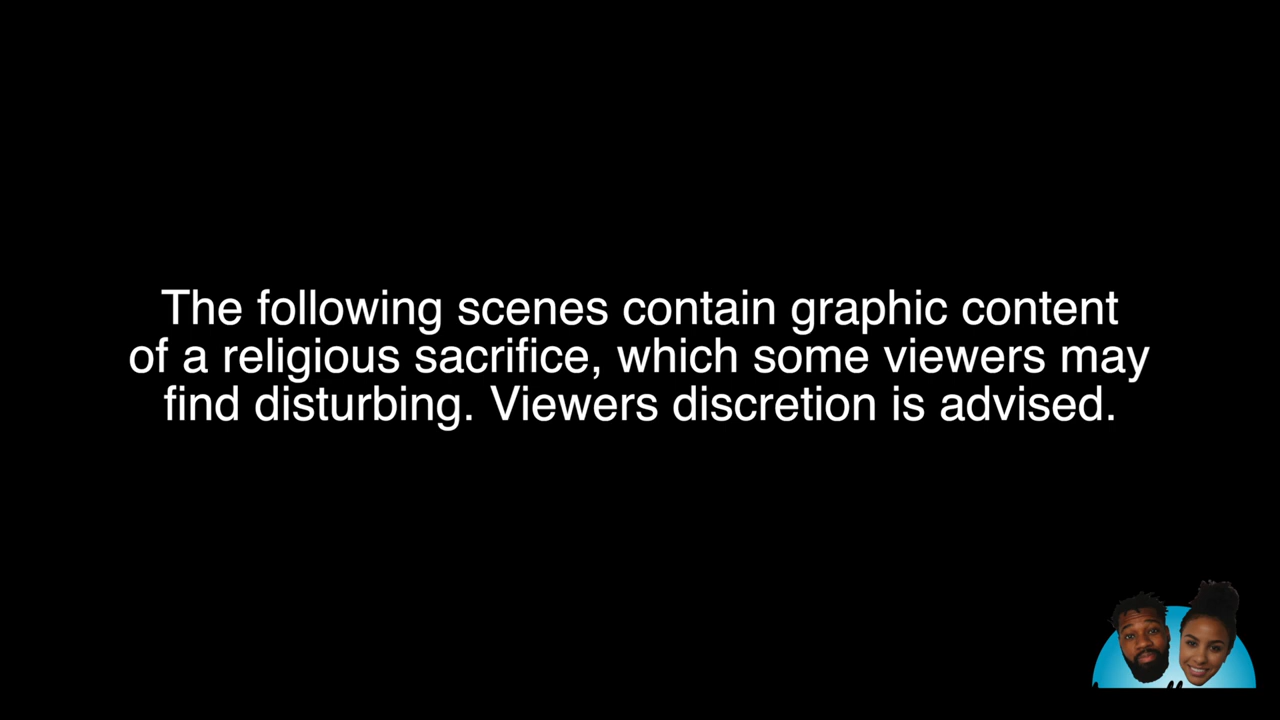 The following scenes contain graphic content
of a religious sacrifice, which some viewers may
find disturbing. Viewers discretion is advised.